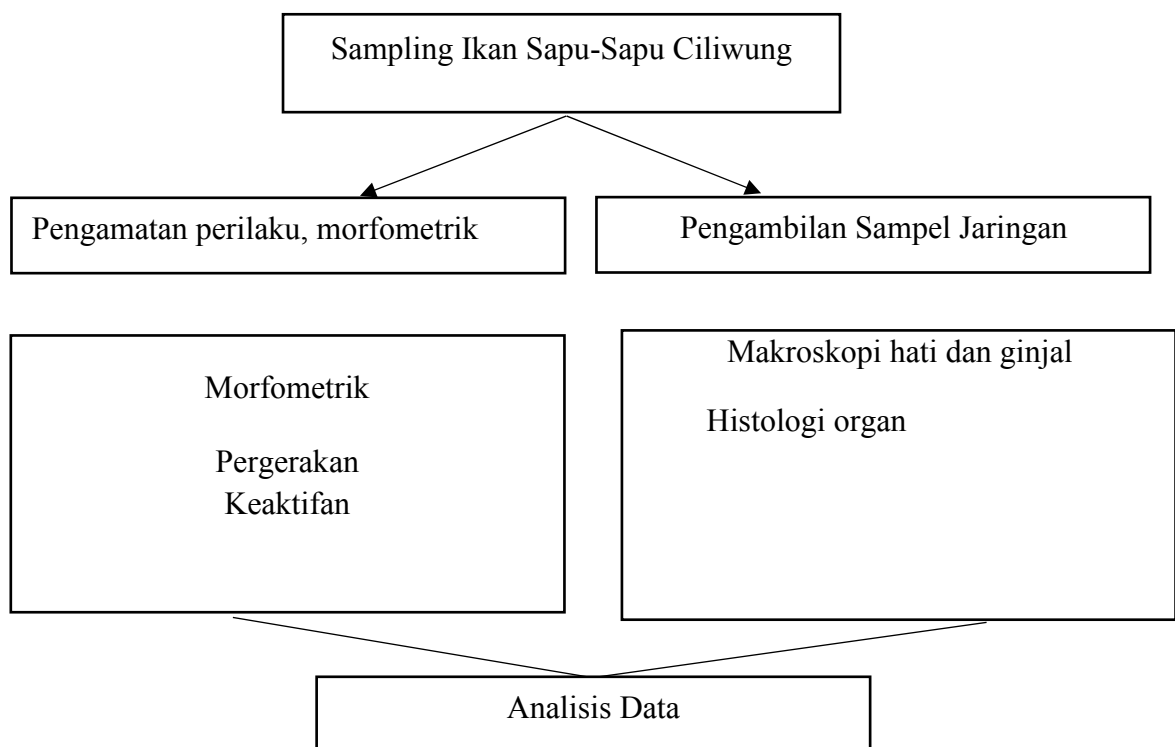 Sampling Ikan Sapu-Sapu Ciliwung
Pengamatan perilaku, morfometrik
Pengambilan Sampel Jaringan
Morfometrik
Pergerakan
Keaktifan
Makroskopi hati dan ginjal
Histologi organ
Analisis Data